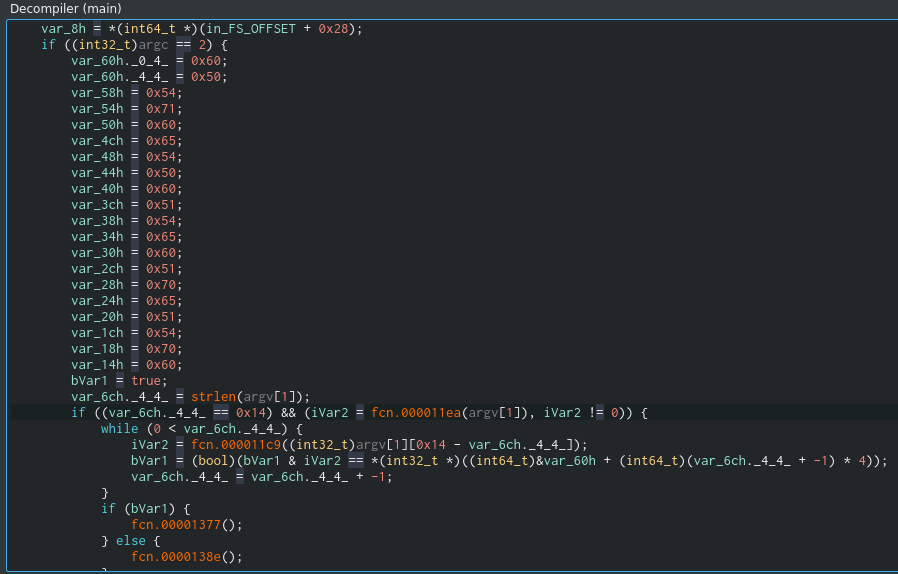 Decompiler (main)
var_8h = *(int64_t *)(in_FS_OFFSET + 0x28);
if ((int32_t)argc == 2) {
var_60h._0_4_ = 0x60;
var_60h._4_4_ = 0x50;
var_58h = 0x54;
var_54h = 0x71;
var_50h = 0x60;
var_4ch = 0x65;
var_48h = 0x54;
var_44h = 0x50;
var_40h = 0x60;
var_3ch = 0x51;
var_38h = 0x54;
var_34h = 0x65;
var_30h = 0x60;
var_2ch = 0x51;
var_28h = 0x70;
var_24h = 0x65;
var_20h = 0x51;
var_1ch = 0x54;
var_18h = 0x70;
var_14h = 0x60;
bVar1 = true;
var_6ch._4_4_ = strlen(argv[1]);
if ((var_6ch._4_4_ == 0x14) && (iVar2 = fcn.000011ea(argv[1]), iVar2 != 0)) {
while (0 < var_6ch._4_4_) {
iVar2 = fcn.000011c9((int32_t)argv[1][0x14 - var_6ch._4_4_]);
bVar1 = (bool)(bVar1 & iVar2 == *(int32_t *)((int64_t)&var_60h + (int64_t)(var_6ch._4_4_ + -1) * 4));
var_6ch._4_4_ = var_6ch._4_4_ + -1;
}
if (bVar1) {
fcn.00001377();
} else {
fcn.0000138e();